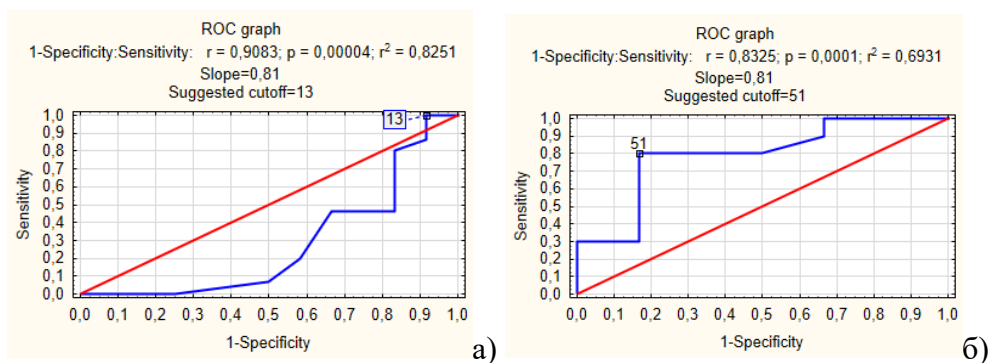 ROC graph
1-Specificity:Sensitivity: r = 0,9083; p = 0,00004; r² = 0,8251
Slope=0,81
Suggested cutoff=13
1,0
0,9
0,8
0,7
0,6
0,5
0,4
0,3
0,2
0,1
0,0
Sensitivity
13
0,0 0,1 0,2 0,3 0,4 0,5 0,6 0,7 0,8 0,9 1,0
1-Specificity
а)
ROC graph
1-Specificity:Sensitivity: r = 0,8325; p = 0,0001; r² = 0,6931
Slope=0,81
Suggested cutoff=51
1,0
0,9
0,8
0,7
0,6
0,5
0,4
0,3
0,2
0,1
0,0
Sensitivity
51
0,0 0,1 0,2 0,3 0,4 0,5 0,6 0,7 0,8 0,9 1,0
1-Specificity
б)